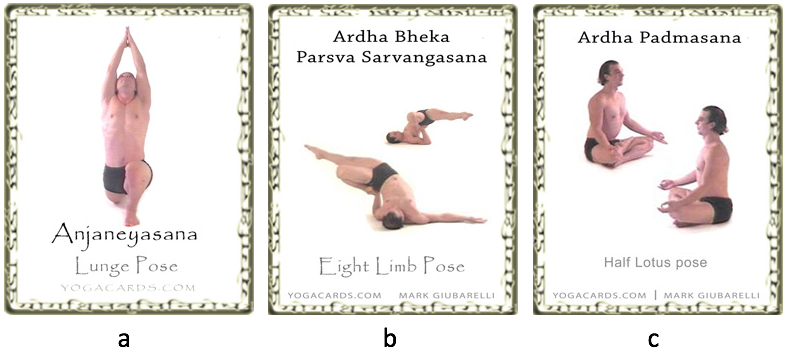 Anjaneyasana
Lunge Pose
YOGACARDS.COM
a
Ardha Bheka
Parsva Sarvangasana
Eight Limb Pose
YOGACARDS.COM MARK GIUBARELLI
b
Ardha Padmasana
Half Lotus pose
YOGACARDS.COM | MARK GIUBARELLI
c